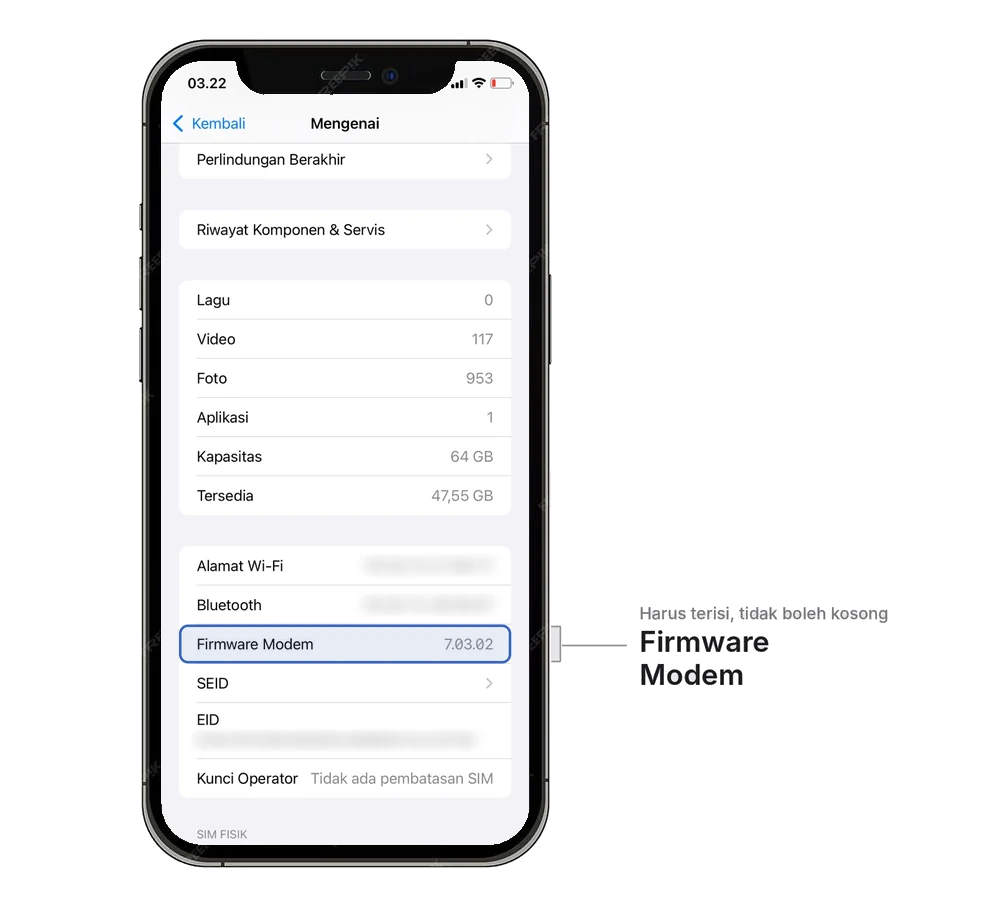 03.22
Kembali
Mengenai
Perlindungan Berakhir
Riwayat Komponen & Servis
Lagu 0
Video 117
Foto 953
Aplikasi 1
Kapasitas 64 GB
Tersedia 47,55 GB
Alamat Wi-Fi
Bluetooth
Firmware Modem 7.03.02
SEID
EID
Kunci Operator Tidak ada pembatasan SIM
SIM FISIK
Harus terisi, tidak boleh kosong
Firmware
Modem